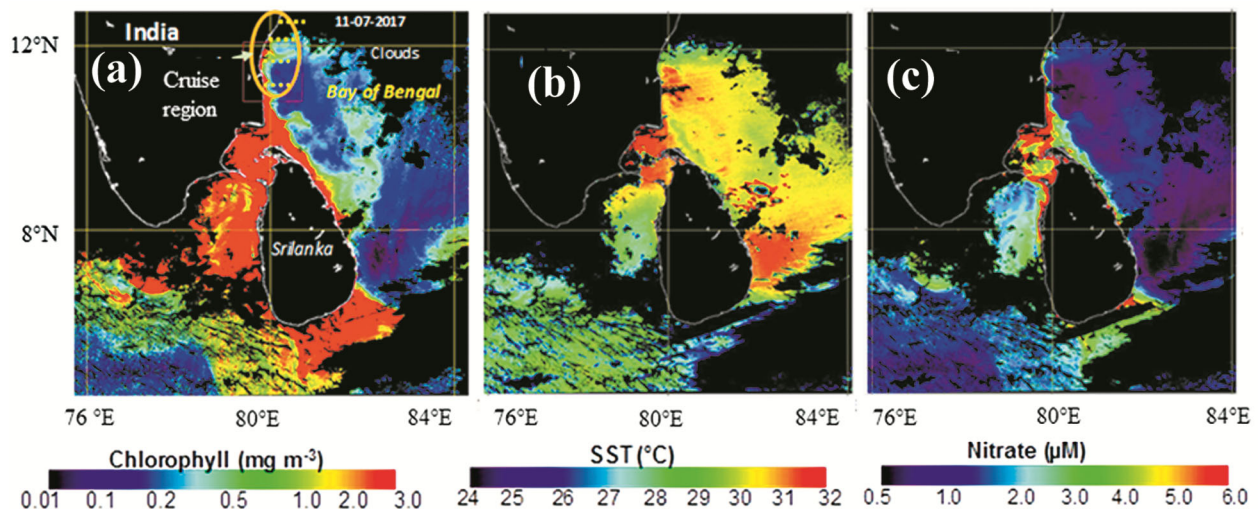 India
11-07-2017
Clouds
(a)
Cruise
region
Bay of Bengal
Srilanka
12°N
8°N
76°E
80°E
84°E
Chlorophyll (mg m-3)
0.01 0.1 0.2 0.5 1.0 2.0 3.0
(b)
76°E
80°E
84°E
SST (°C)
24 25 26 27 28 29 30 31 32
(c)
76°E
80°E
84°E
Nitrate (µM)
0.5 1.0 2.0 3.0 4.0 5.0 6.0